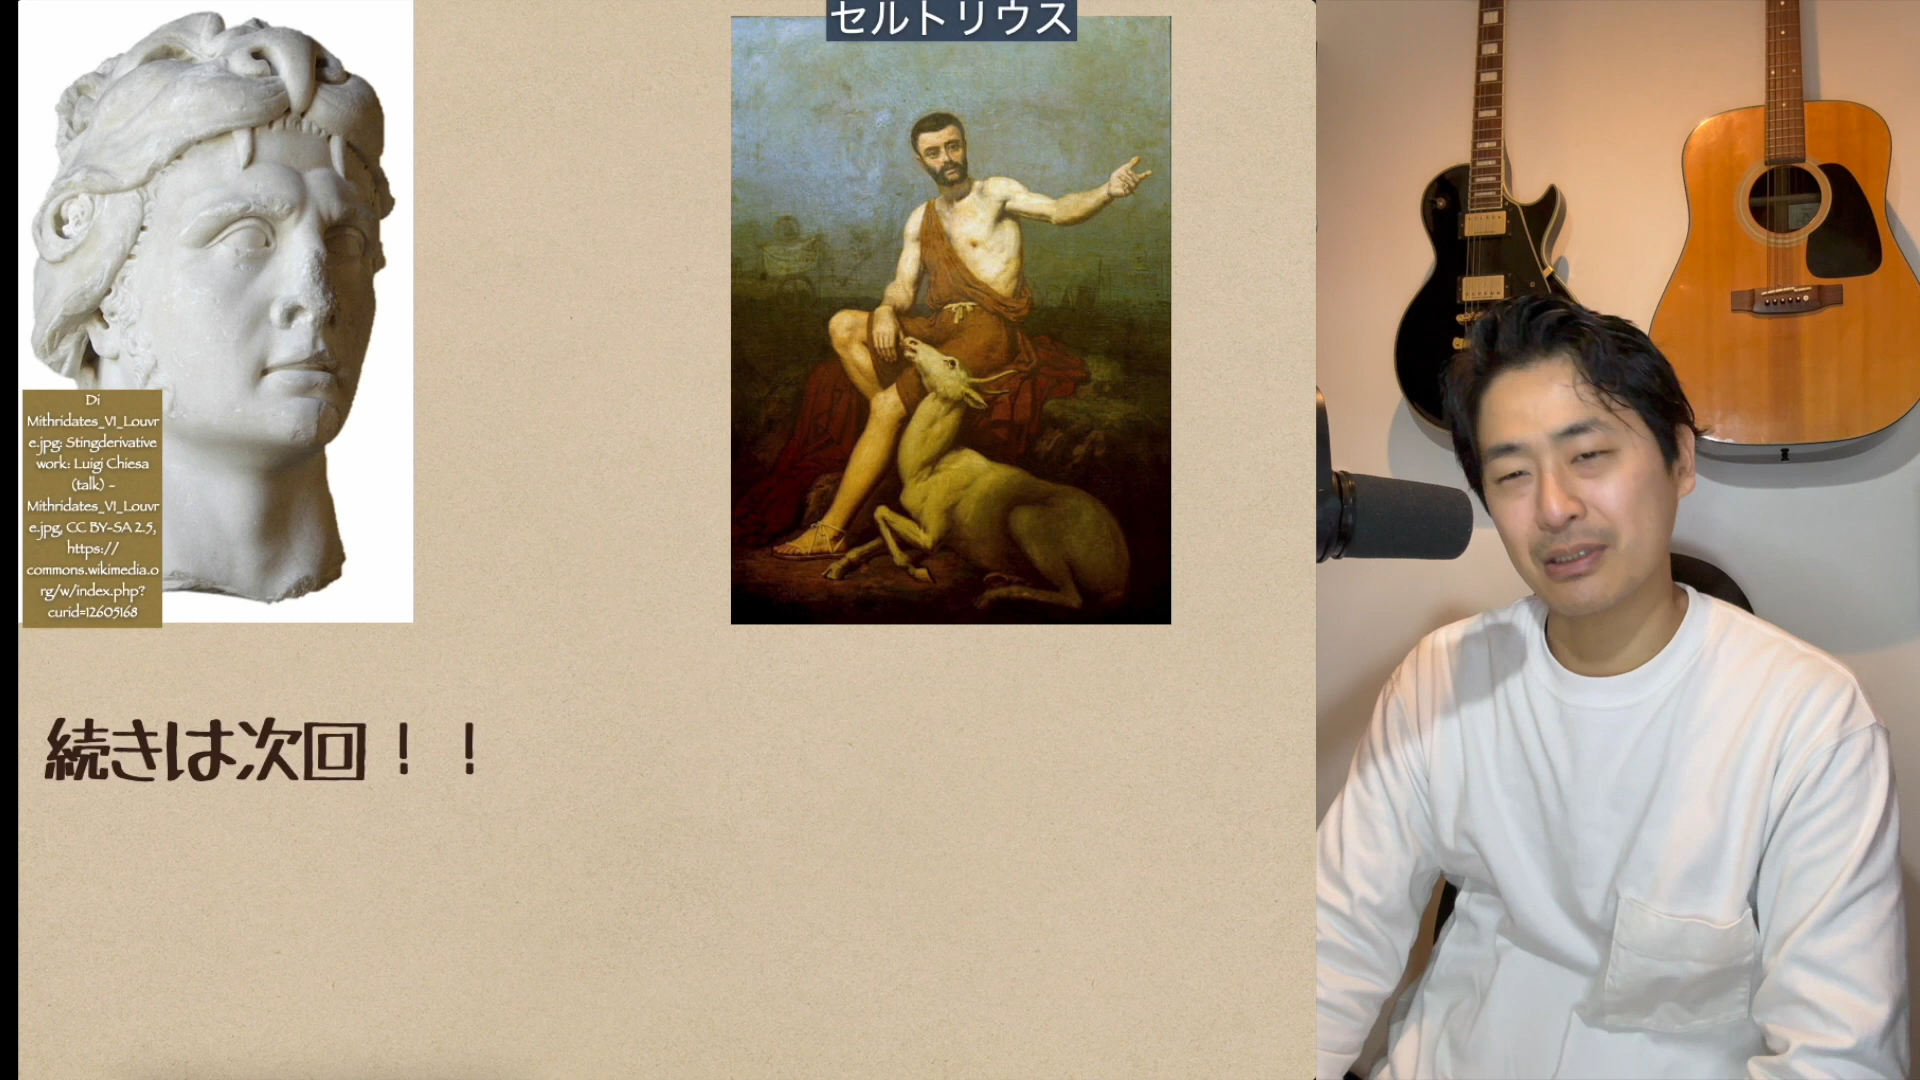 セルトリウス
Di
Mithridates_VI_Louvr
e.jpg: Stingderivative
work: Luigi Chiesa
(talk) -
Mithridates_VI_Louvr
e.jpg, CC BY-SA 2.5,
https://
commons.wikimedia.o
rg/w/index.php?
curid=12605168
続きは次回！！